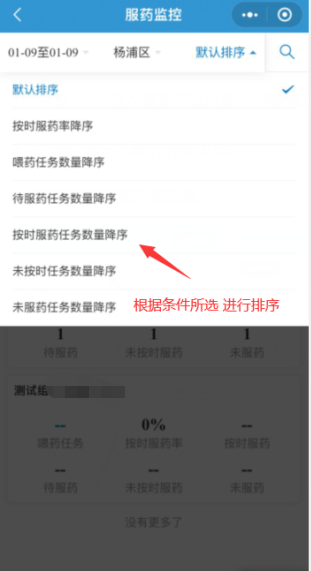 服药监控
01-09至01-09 杨浦区 默认排序
默认排序
按时服药率降序
喂药任务数量降序
待服药任务数量降序
按时服药任务数量降序
未按时任务数量降序
未服药任务数量降序
根据条件所选 进行排序
1 1 1
待服药 未按时服药 未服药
测试结
-- 0% --
喂药任务 按时服药率 按时服药
-- -- --
待服药 未按时服药 未服药
没有更多了